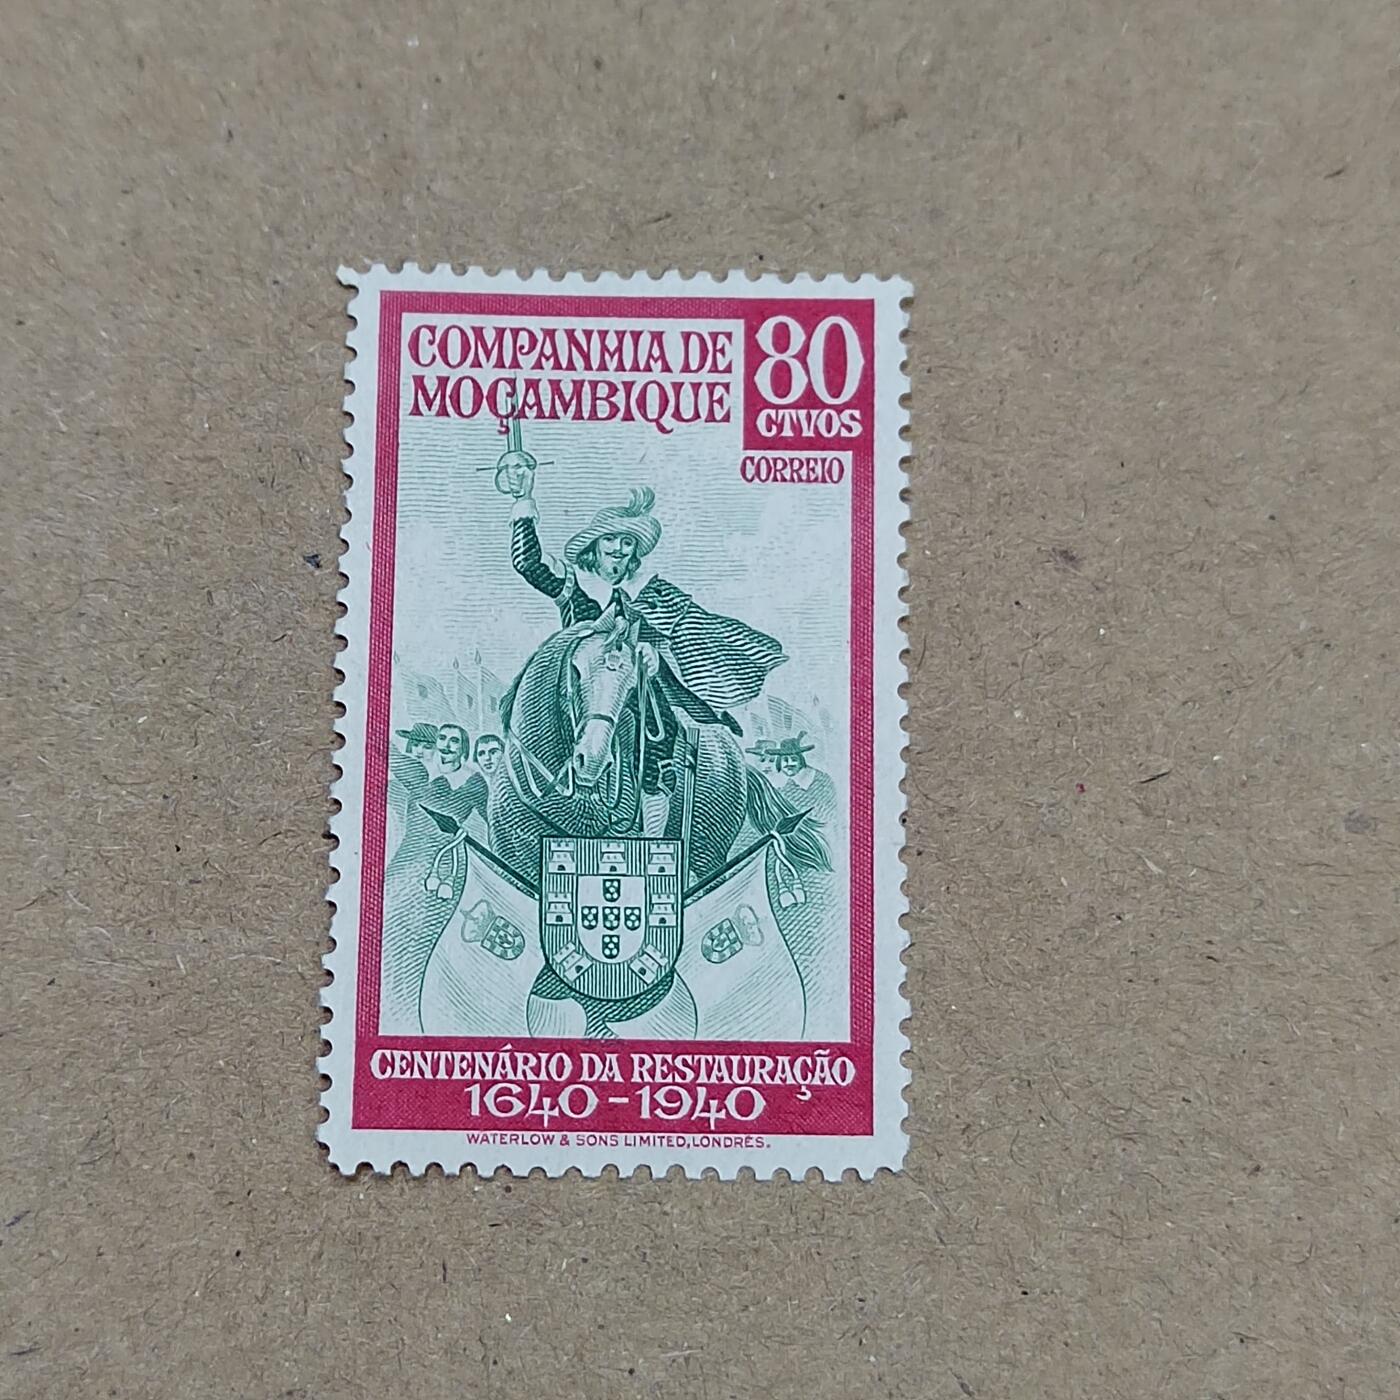 COMPANHIA DE
MOÇAMBIQUE
80
CTVOS
CORREIO
CENTENÁRIO DA RESTAURAÇÃO
1640-1940
WATERLOW & SONS LIMITED, LONDRES.